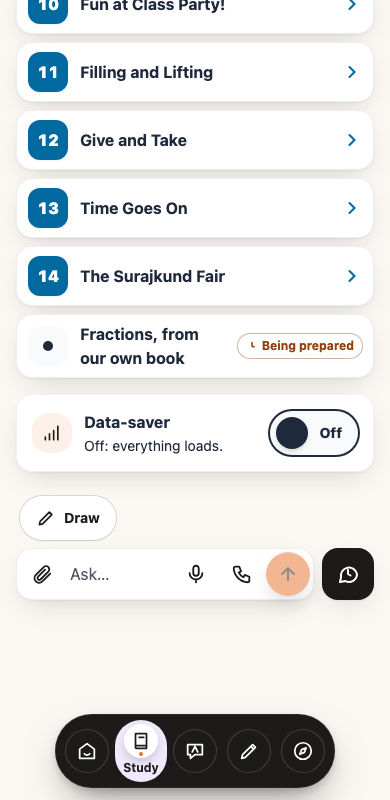 10 Fun at Class Party!
11 Filling and Lifting
12 Give and Take
13 Time Goes On
14 The Surajkund Fair
Fractions, from
our own book
Being prepared
Data-saver
Off: everything loads.
Off
Draw
Ask...
Study